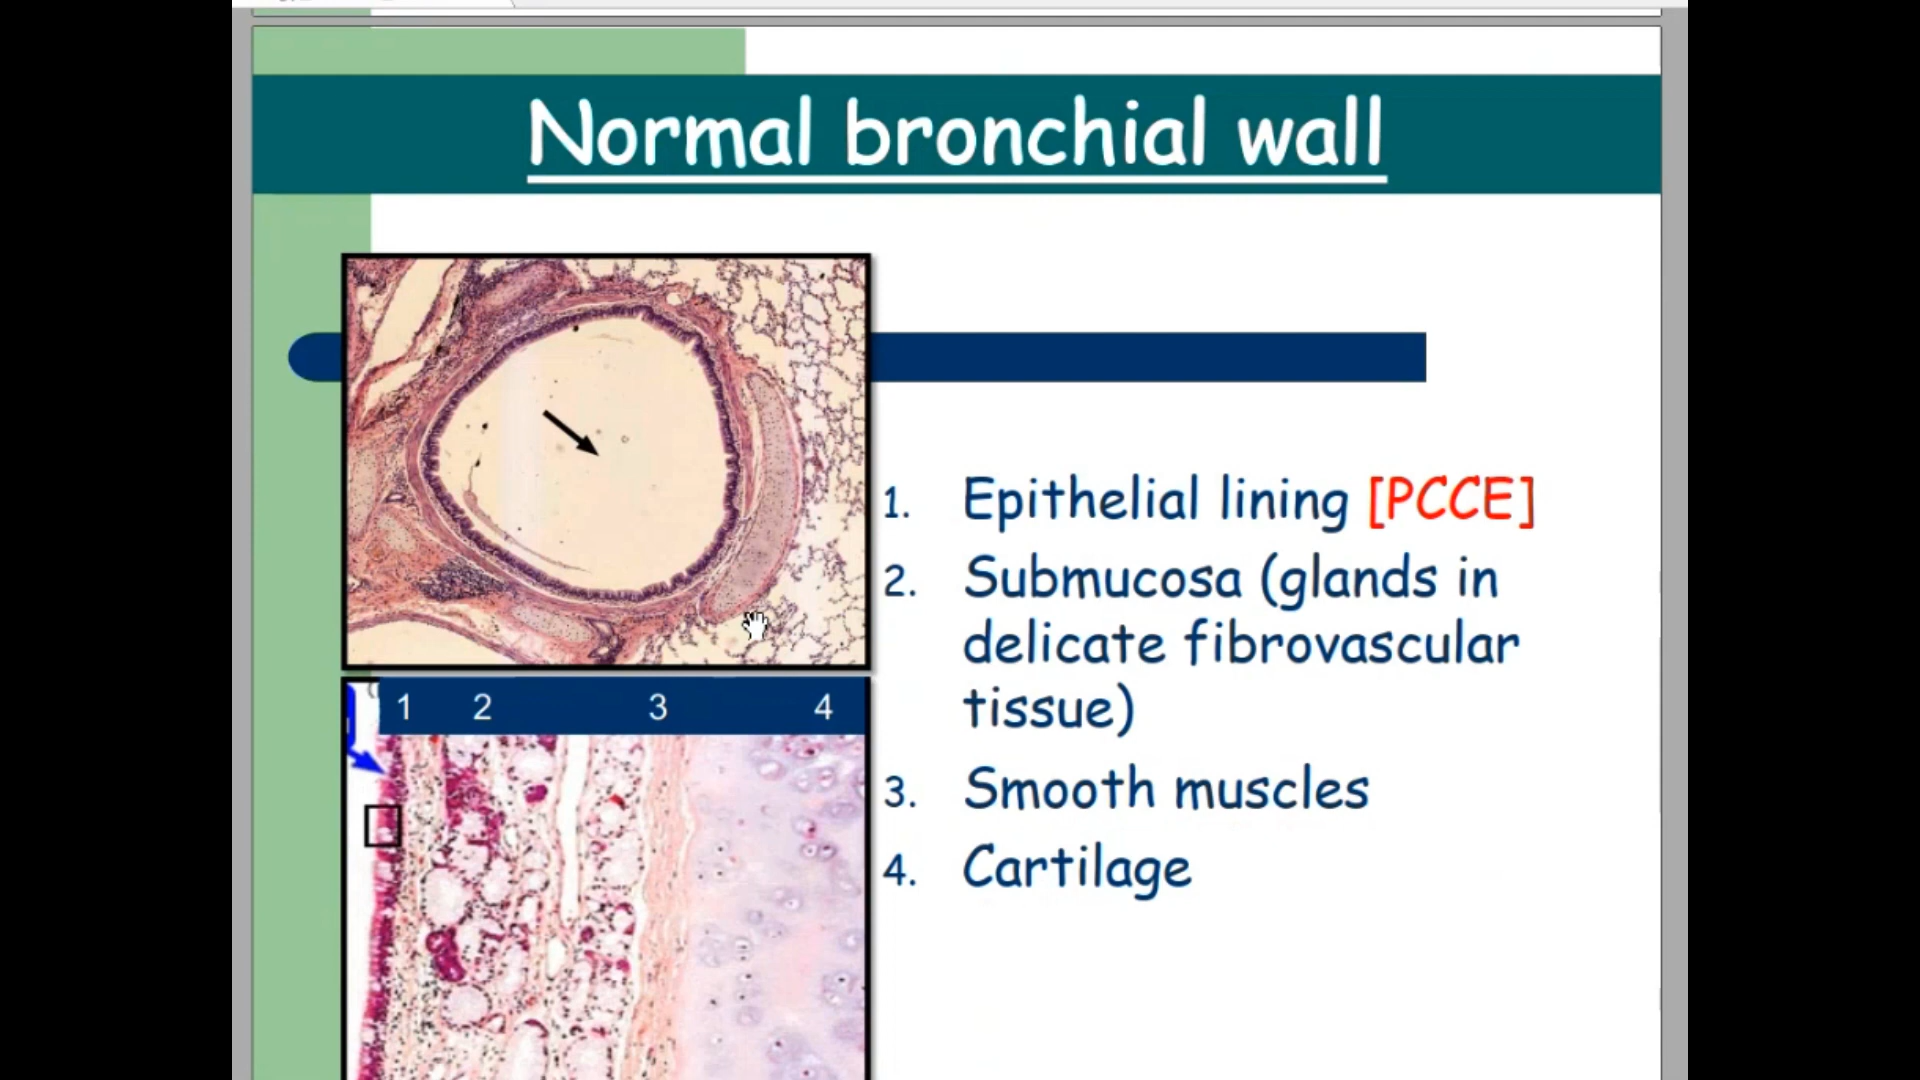 Normal bronchial wall
1. Epithelial lining [PCCE]
2. Submucosa (glands in
delicate fibrovascular
tissue)
3. Smooth muscles
4. Cartilage
1 2 3 4